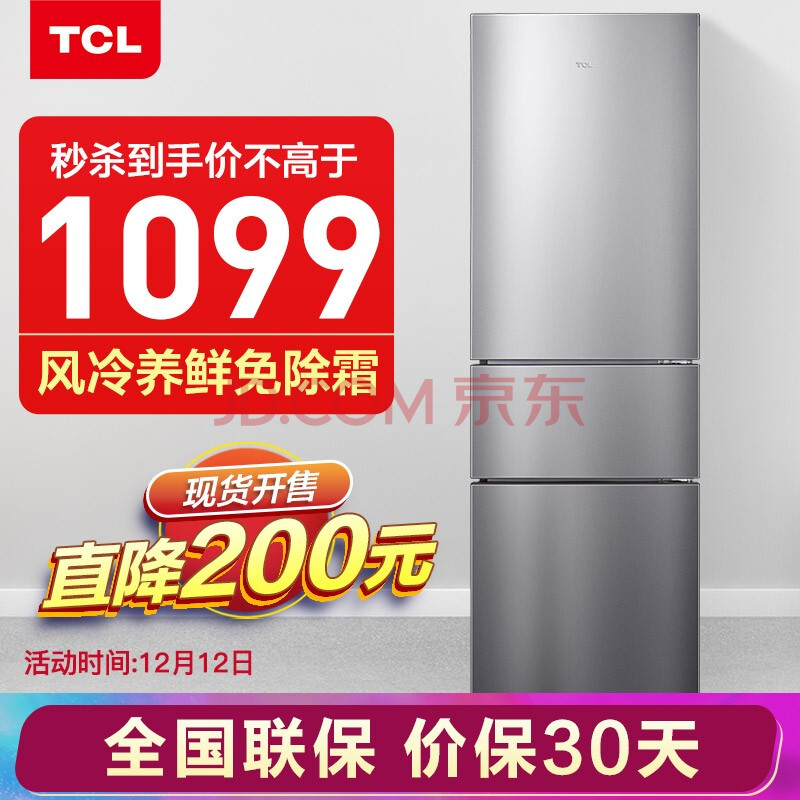 TCL
TCL
秒杀到手价不高于
1099
风冷养鲜免除霜
JD.COM 京东
现货开售
直降200元
活动时间:12月12日
全国联保 价保30天